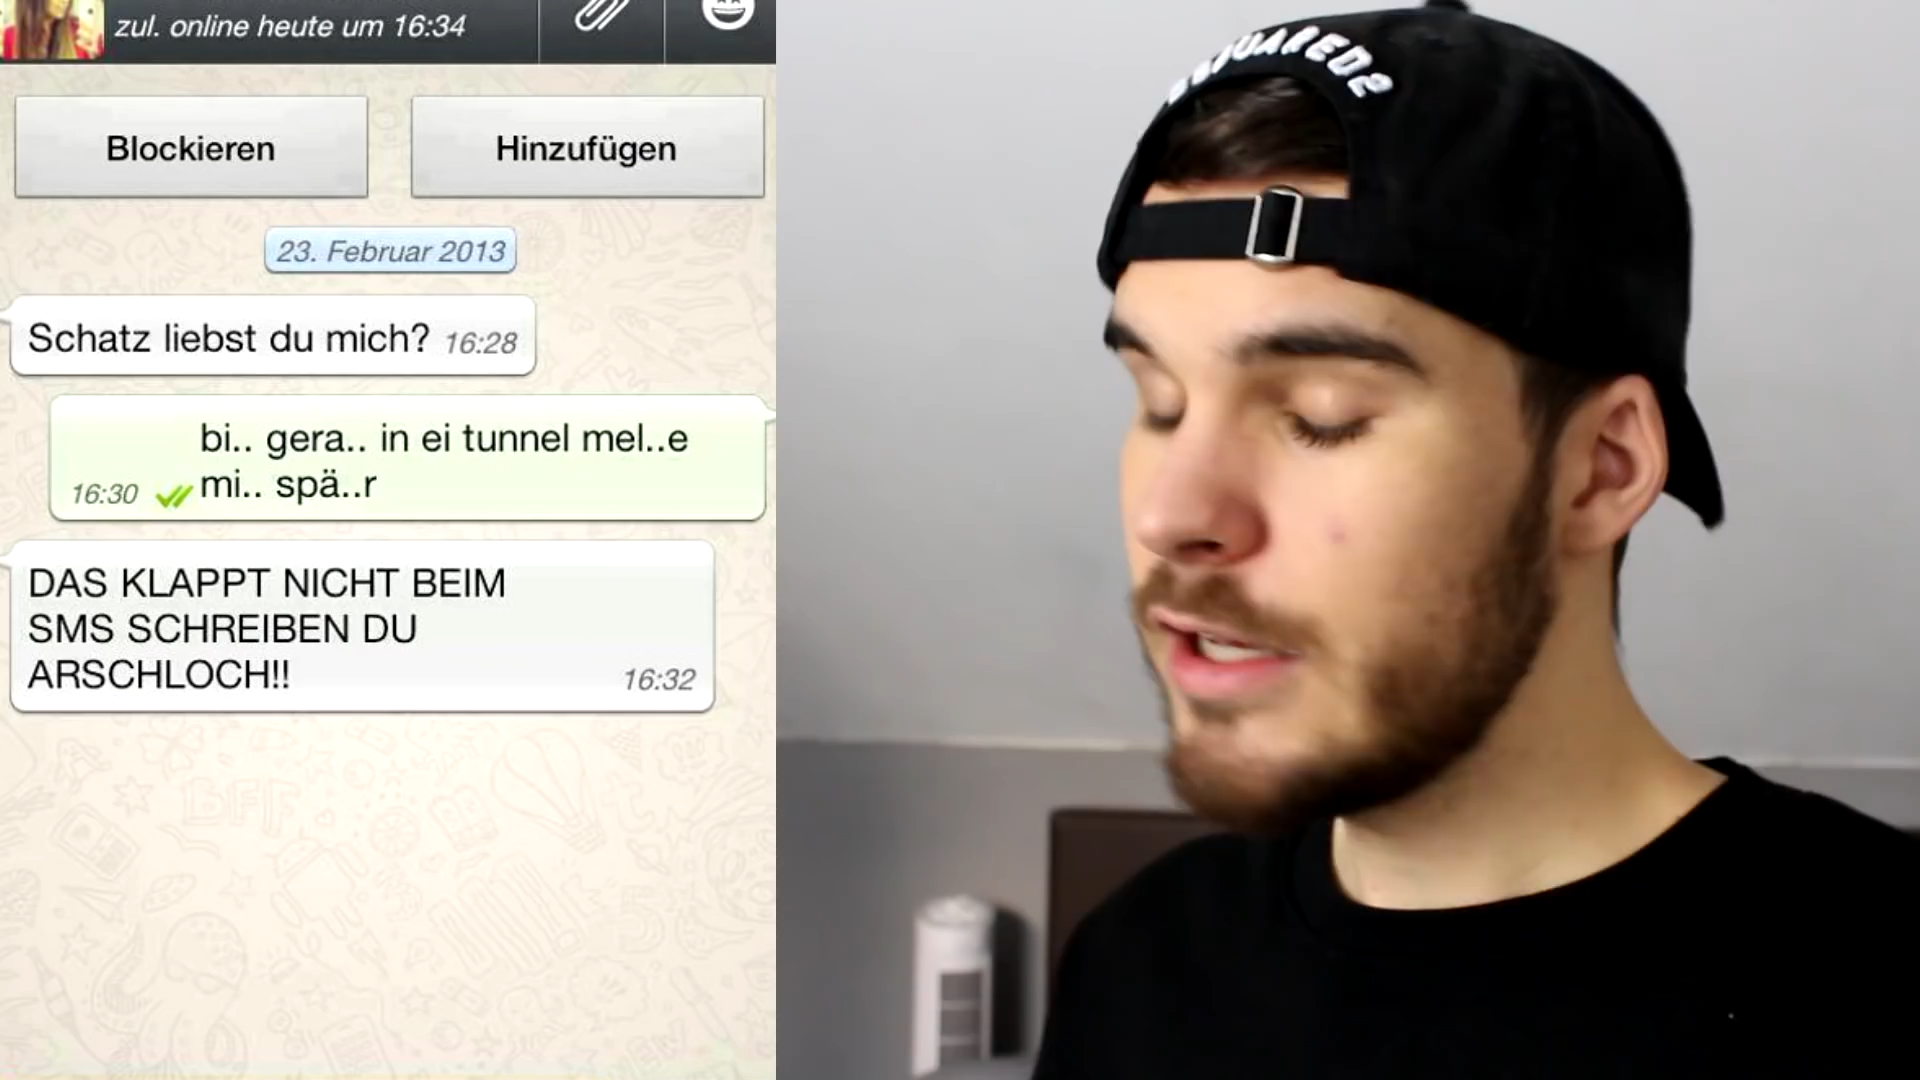 zul. online heute um 16:34
Blockieren
Hinzufügen
23. Februar 2013
Schatz liebst du mich? 16:28
bi.. gera.. in ei tunnel mel..e
16:30 mi.. spä..r
DAS KLAPPT NICHT BEIM
SMS SCHREIBEN DU
ARSCHLOCH!! 16:32